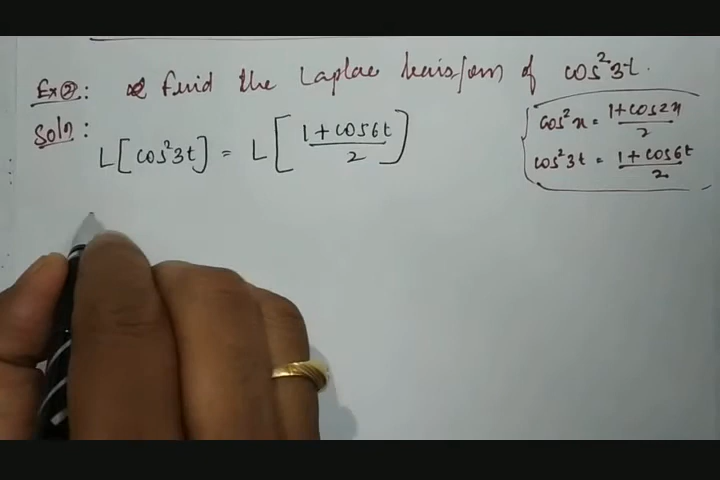 Ex②: Find the Laplac transform of cos²3t.
Soln:
L[cos²3t] = L[(1+cos6t)/2]
cos²x = (1+cos2x)/2
cos²3t = (1+cos6t)/2